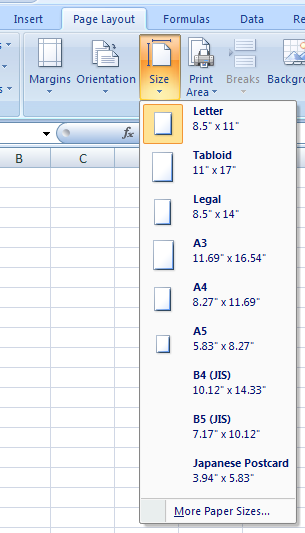 Insert Page Layout Formulas Data Re
Margins Orientation Size Print Area Breaks Backgro
fx
B C
Letter
8.5" x 11"
Tabloid
11" x 17"
Legal
8.5" x 14"
A3
11.69" x 16.54"
A4
8.27" x 11.69"
A5
5.83" x 8.27"
B4 (JIS)
10.12" x 14.33"
B5 (JIS)
7.17" x 10.12"
Japanese Postcard
3.94" x 5.83"
More Paper Sizes...